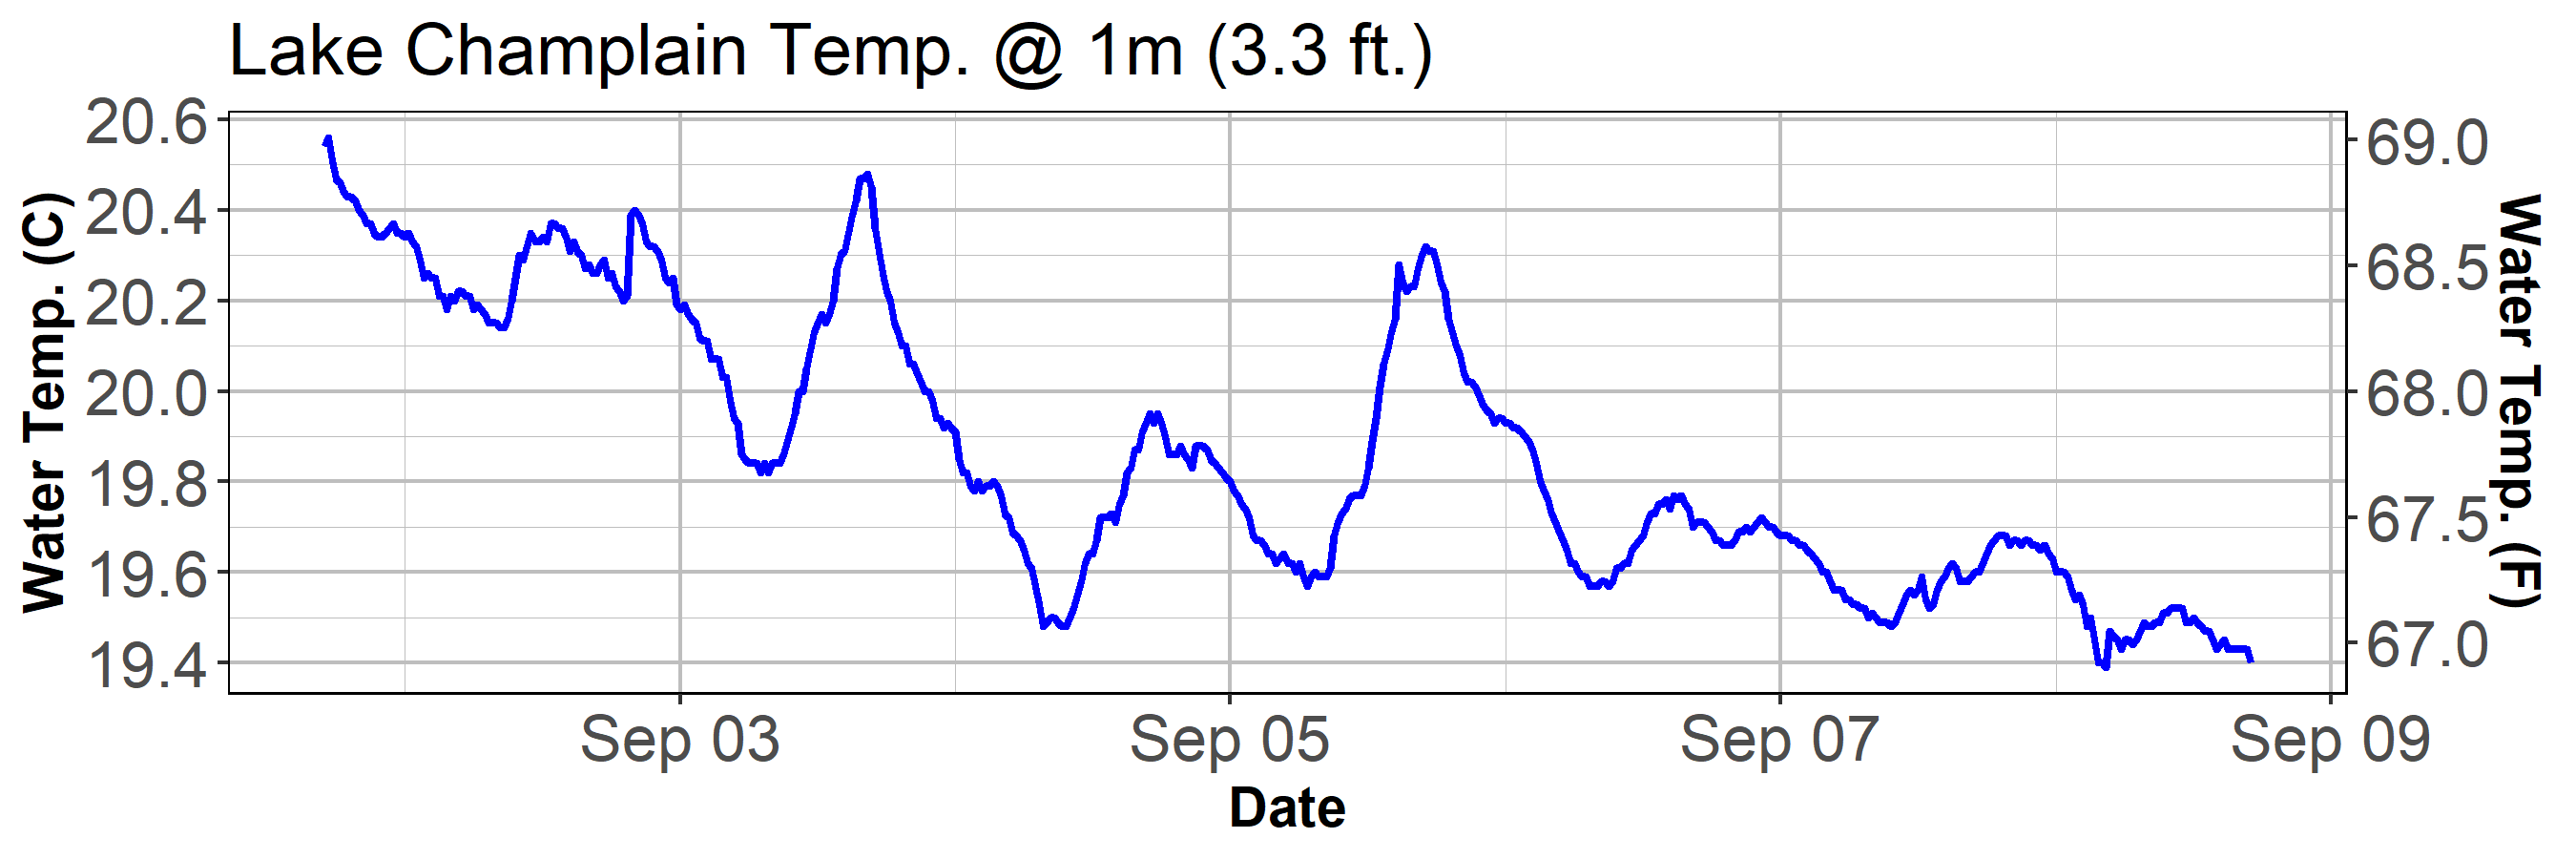 Lake Champlain Temp. @ 1m (3.3 ft.)
Water Temp. (C)
20.6
20.4
20.2
20.0
19.8
19.6
19.4
69.0
68.5
68.0
67.5
67.0
Water Temp. (F)
Sep 03 Sep 05 Sep 07 Sep 09
Date